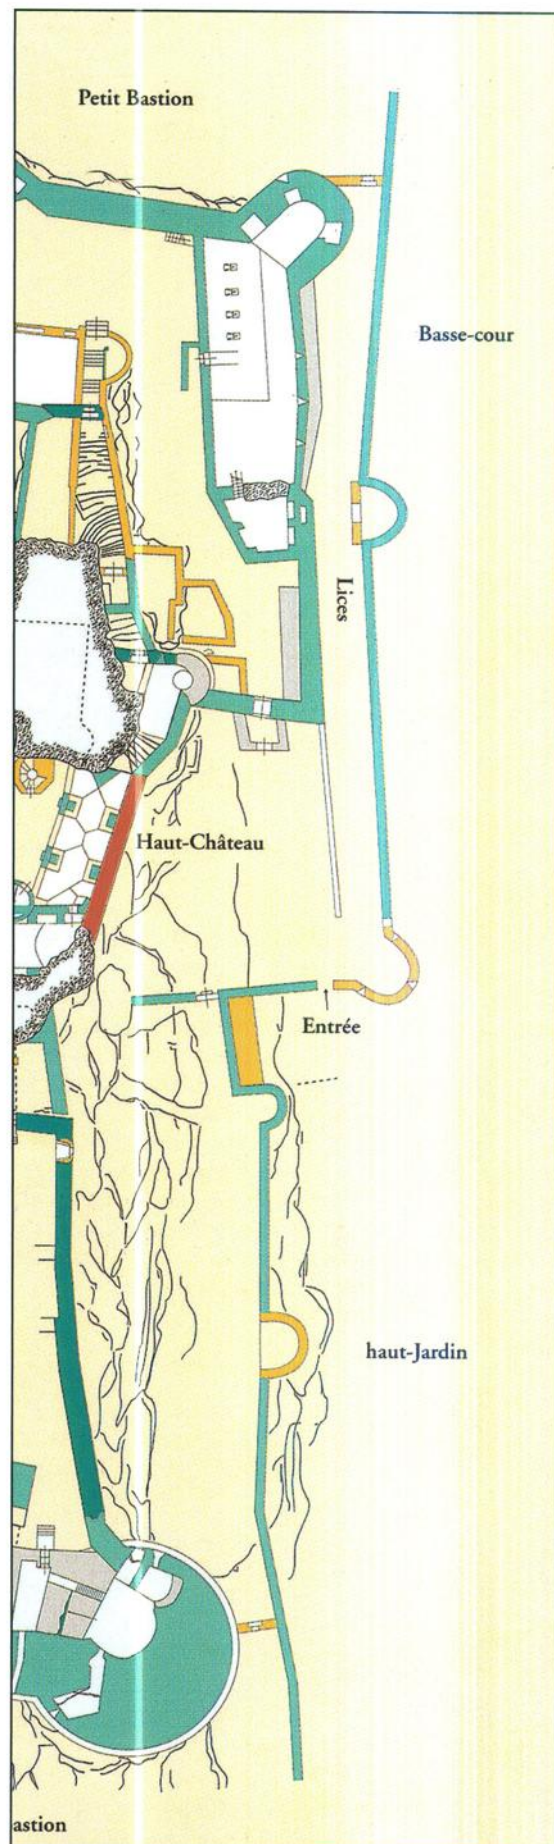 Petit Bastion
Basse-cour
Lices
Haut-Château
Entrée
haut-Jardin
astion